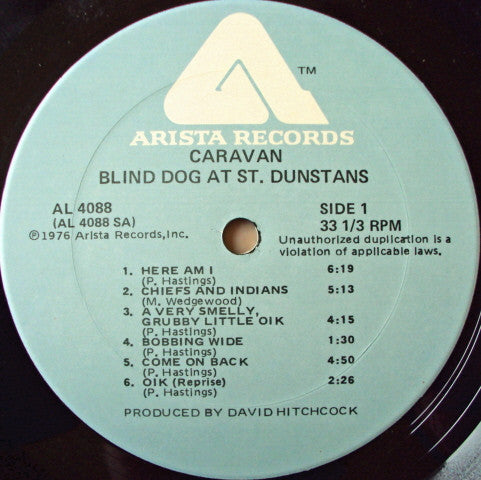 TM
ARISTA RECORDS
CARAVAN
BLIND DOG AT ST. DUNSTANS
AL 4088 SIDE 1
(AL 4088 SA) 33 1/3 RPM
℗1976 Arista Records,Inc. Unauthorized duplication is a
violation of applicable laws.
1. HERE AM I 6:19
(P. Hastings)
2. CHIEFS AND INDIANS 5:13
(M. Wedgewood)
3. A VERY SMELLY,
GRUBBY LITTLE OIK 4:15
(P. Hastings)
4. BOBBING WIDE 1:30
(P. Hastings)
5. COME ON BACK 4:50
(P. Hastings)
6. OIK (Reprise) 2:26
(P. Hastings)
PRODUCED BY DAVID HITCHCOCK